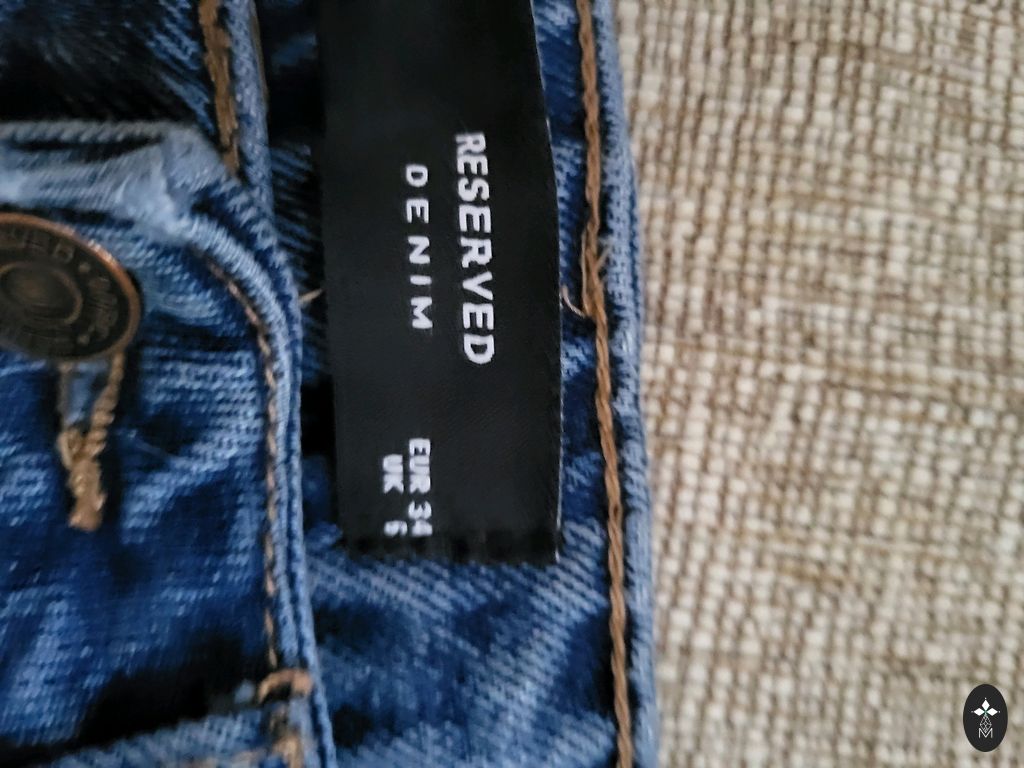 RESERVED
DENIM
EUR 34
UK 6